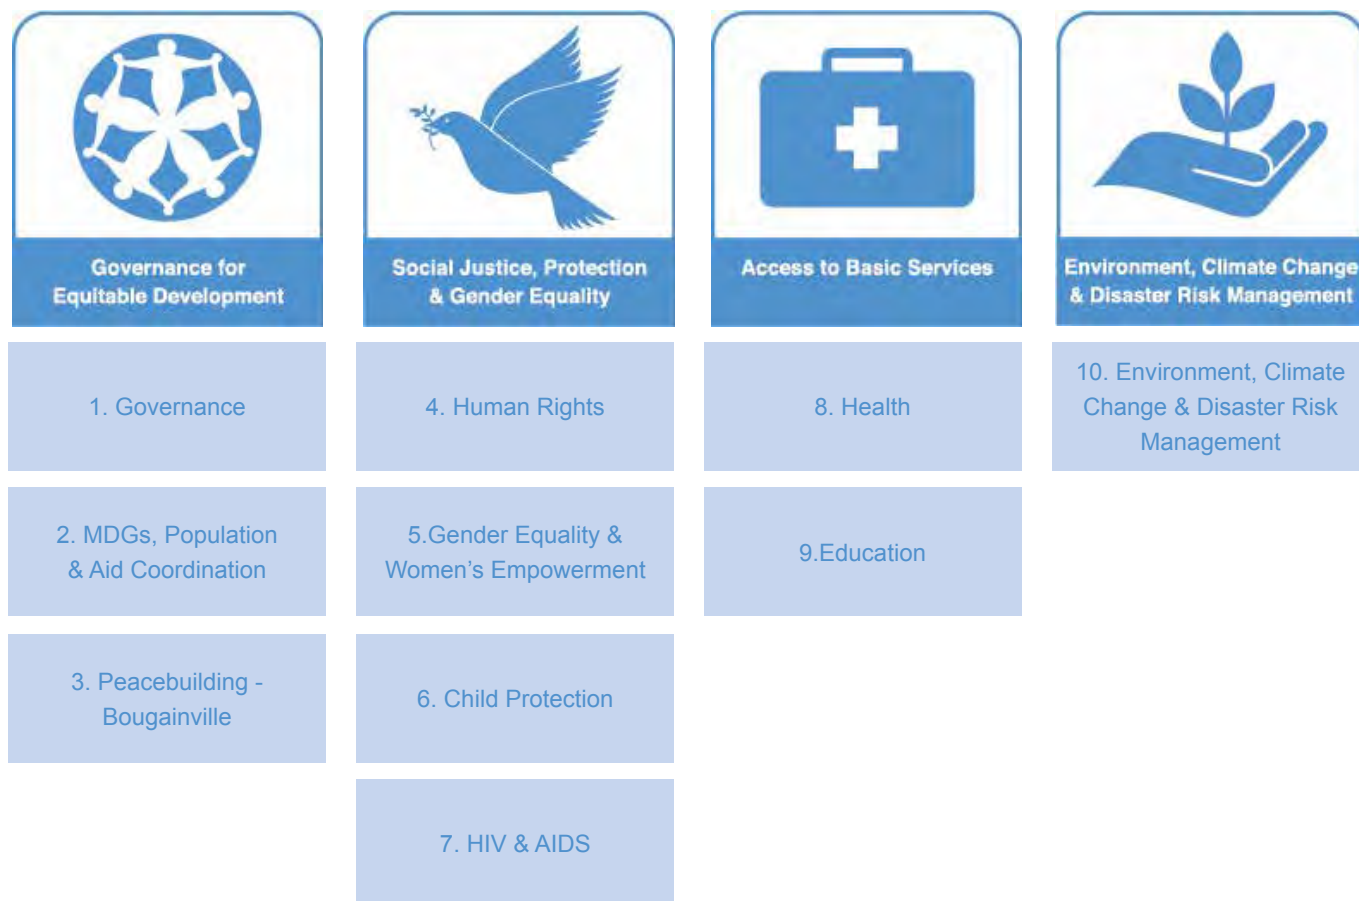 Governance for
Equitable Development
Social Justice, Protection
& Gender Equality
Access to Basic Services
Environment, Climate Change
& Disaster Risk Management
1. Governance
4. Human Rights
8. Health
10. Environment, Climate
Change & Disaster Risk
Management
2. MDGs, Population
& Aid Coordination
5.Gender Equality &
Women’s Empowerment
9.Education
3. Peacebuilding -
Bougainville
6. Child Protection
7. HIV & AIDS